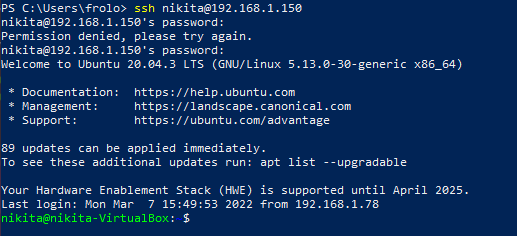 PS C:\Users\frolo> ssh nikita@192.168.1.150
nikita@192.168.1.150's password:
Permission denied, please try again.
nikita@192.168.1.150's password:
Welcome to Ubuntu 20.04.3 LTS (GNU/Linux 5.13.0-30-generic x86_64)
* Documentation:  https://help.ubuntu.com
* Management:     https://landscape.canonical.com
* Support:        https://ubuntu.com/advantage
89 updates can be applied immediately.
To see these additional updates run: apt list --upgradable
Your Hardware Enablement Stack (HWE) is supported until April 2025.
Last login: Mon Mar  7 15:49:53 2022 from 192.168.1.78
nikita@nikita-VirtualBox: $